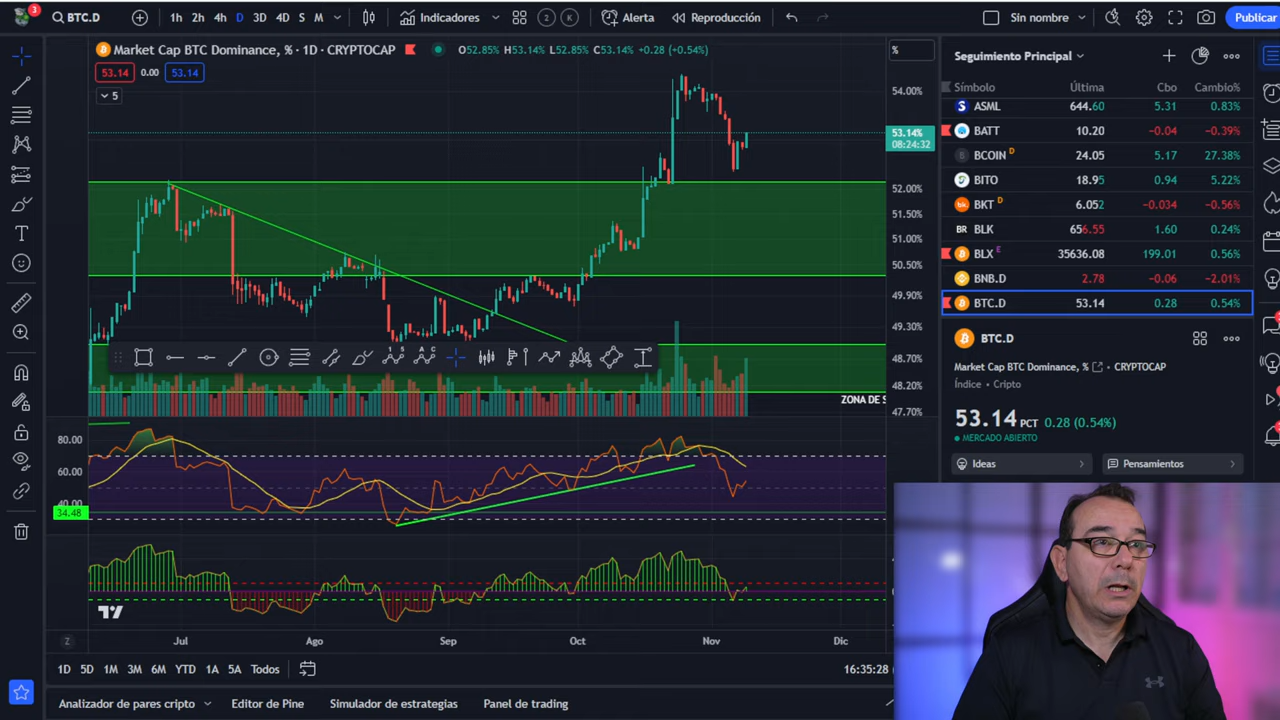 3
BTC.D
1h 2h 4h D 3D 4D S M
Indicadores
2 K
Alerta
Reproducción
Sin nombre
Publicar
Market Cap BTC Dominance, % · 1D · CRYPTOCAP
O52.85% H53.14% L52.85% C53.14% +0.28 (+0.54%)
53.14 0.00 53.14
5
%
54.00%
53.14%
08:24:32
52.00%
51.50%
51.00%
50.50%
49.90%
49.30%
48.70%
48.20%
47.70%
ZONA DE S
80.00
60.00
40.00
34.48
Z Jul Ago Sep Oct Nov Dic
1D 5D 1M 3M 6M YTD 1A 5A Todos
16:35:28
Analizador de pares cripto
Editor de Pine
Simulador de estrategias
Panel de trading
Seguimiento Principal
Símbolo Última Cbo Cambio%
ASML 644.60 5.31 0.83%
BATT 10.20 -0.04 -0.39%
BCOIN D 24.05 5.17 27.38%
BITO 18.95 0.94 5.22%
BKT D 6.052 -0.034 -0.56%
BLK 656.55 1.60 0.24%
BLX E 35636.08 199.01 0.56%
BNB.D 2.78 -0.06 -2.01%
BTC.D 53.14 0.28 0.54%
BTC.D
Market Cap BTC Dominance, % · CRYPTOCAP
Índice · Cripto
53.14 PCT 0.28 (0.54%)
MERCADO ABIERTO
Ideas
Pensamientos